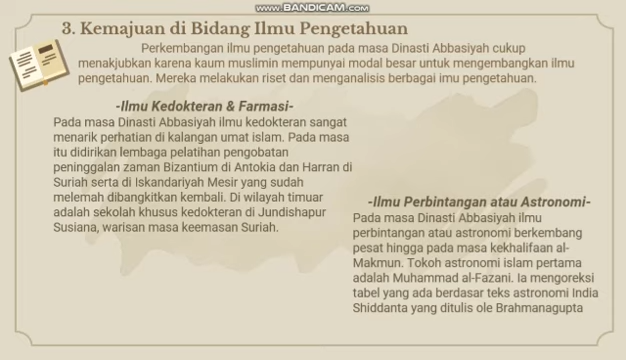 www.BANDICAM.com
3. Kemajuan di Bidang Ilmu Pengetahuan
Perkembangan ilmu pengetahuan pada masa Dinasti Abbasiyah cukup
menakjubkan karena kaum muslimin mempunyai modal besar untuk mengembangkan ilmu
pengetahuan. Mereka melakukan riset dan menganalisis berbagai imu pengetahuan.
-Ilmu Kedokteran & Farmasi-
Pada masa Dinasti Abbasiyah ilmu kedokteran sangat
menarik perhatian di kalangan umat islam. Pada masa
itu didirikan lembaga pelatihan pengobatan
peninggalan zaman Bizantium di Antokia dan Harran di
Suriah serta di Iskandariyah Mesir yang sudah
melemah dibangkitkan kembali. Di wilayah timuar
adalah sekolah khusus kedokteran di Jundishapur
Susiana, warisan masa keemasan Suriah.
-Ilmu Perbintangan atau Astronomi-
Pada masa Dinasti Abbasiyah ilmu
perbintangan atau astronomi berkembang
pesat hingga pada masa kekhalifaan al-
Makmun. Tokoh astronomi islam pertama
adalah Muhammad al-Fazani. Ia mengoreksi
tabel yang ada berdasar teks astronomi India
Shiddanta yang ditulis ole Brahmanagupta